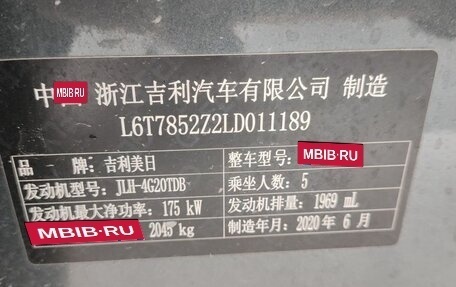 中 MBIB.RU 浙江吉利汽车有限公司 制造
L6T7852Z2LD011189
品 牌：吉利美日 整车型号： MBIB.RU
发动机型号：JLH-4G20TDB 乘坐人数：5
发动机最大净功率：175 kW 发动机排量：1969 mL
MBIB.RU 2045 kg 制造年月：2020 年 6 月